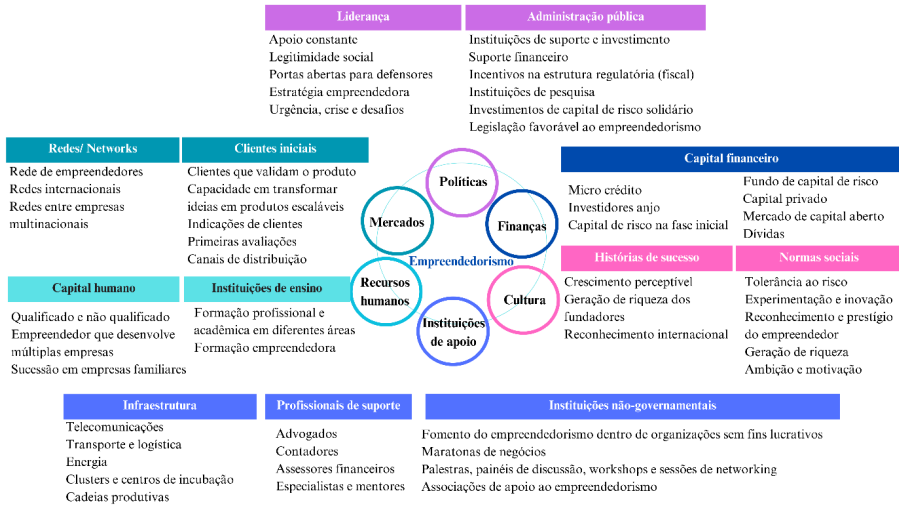 Liderança
Apoio constante
Legitimidade social
Portas abertas para defensores
Estratégia empreendedora
Urgência, crise e desafios
Administração pública
Instituições de suporte e investimento
Suporte financeiro
Incentivos na estrutura regulatória (fiscal)
Instituições de pesquisa
Investimentos de capital de risco solidário
Legislação favorável ao empreendedorismo
Redes/ Networks
Rede de empreendedores
Redes internacionais
Redes entre empresas
multinacionais
Clientes iniciais
Clientes que validam o produto
Capacidade em transformar
ideias em produtos escaláveis
Indicações de clientes
Primeiras avaliações
Canais de distribuição
Políticas
Mercados
Finanças
Empreendedorismo
Recursos
humanos
Cultura
Instituições
de apoio
Capital financeiro
Micro crédito
Investidores anjo
Capital de risco na fase inicial
Fundo de capital de risco
Capital privado
Mercado de capital aberto
Dívidas
Capital humano
Qualificado e não qualificado
Empreendedor que desenvolve
múltiplas empresas
Sucessão em empresas familiares
Instituições de ensino
Formação profissional e
acadêmica em diferentes áreas
Formação empreendedora
Histórias de sucesso
Crescimento perceptível
Geração de riqueza dos
fundadores
Reconhecimento internacional
Normas sociais
Tolerância ao risco
Experimentação e inovação
Reconhecimento e prestígio
do empreendedor
Geração de riqueza
Ambição e motivação
Infraestrutura
Telecomunicações
Transporte e logística
Energia
Clusters e centros de incubação
Cadeias produtivas
Profissionais de suporte
Advogados
Contadores
Assessores financeiros
Especialistas e mentores
Instituições não-governamentais
Fomento do empreendedorismo dentro de organizações sem fins lucrativos
Maratonas de negócios
Palestras, painéis de discussão, workshops e sessões de networking
Associações de apoio ao empreendedorismo